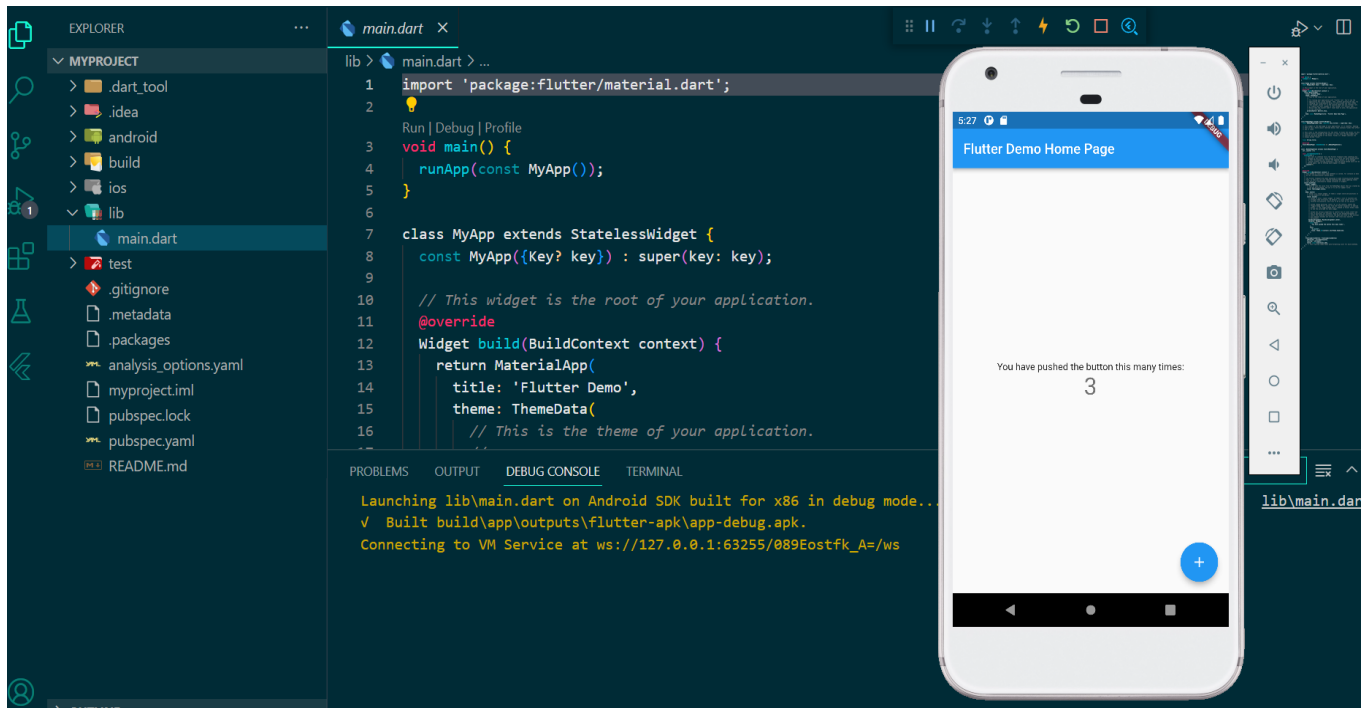 EXPLORER
MYPROJECT
.dart_tool
.idea
android
build
ios
lib
main.dart
test
.gitignore
.metadata
.packages
analysis_options.yaml
myproject.iml
pubspec.lock
pubspec.yaml
README.md
1
main.dart
lib > main.dart > ...
1 import 'package:flutter/material.dart';
2
Run | Debug | Profile
3 void main() {
4 runApp(const MyApp());
5 }
6
7 class MyApp extends StatelessWidget {
8 const MyApp({Key? key}) : super(key: key);
9
10 // This widget is the root of your application.
11 @override
12 Widget build(BuildContext context) {
13 return MaterialApp(
14 title: 'Flutter Demo',
15 theme: ThemeData(
16 // This is the theme of your application.
PROBLEMS OUTPUT DEBUG CONSOLE TERMINAL
Launching lib\main.dart on Android SDK built for x86 in debug mode...
lib\main.dar
√ Built build\app\outputs\flutter-apk\app-debug.apk.
Connecting to VM Service at ws://127.0.0.1:63255/089Eostfk_A=/ws
5:27
DEBUG
Flutter Demo Home Page
You have pushed the button this many times:
3
+